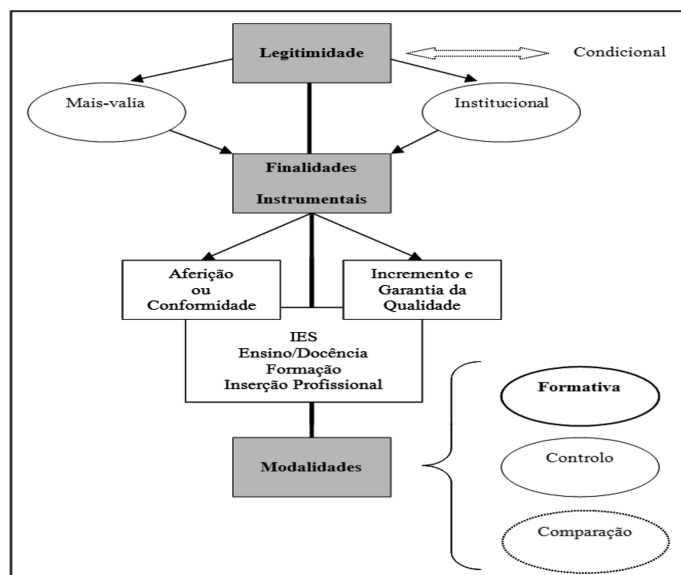 Legitimidade
Condicional
Mais-valia
Institucional
Finalidades
Instrumentais
Aferição
ou
Conformidade
Incremento e
Garantia da
Qualidade
IES
Ensino/Docência
Formação
Inserção Profissional
Modalidades
Formativa
Controlo
Comparação